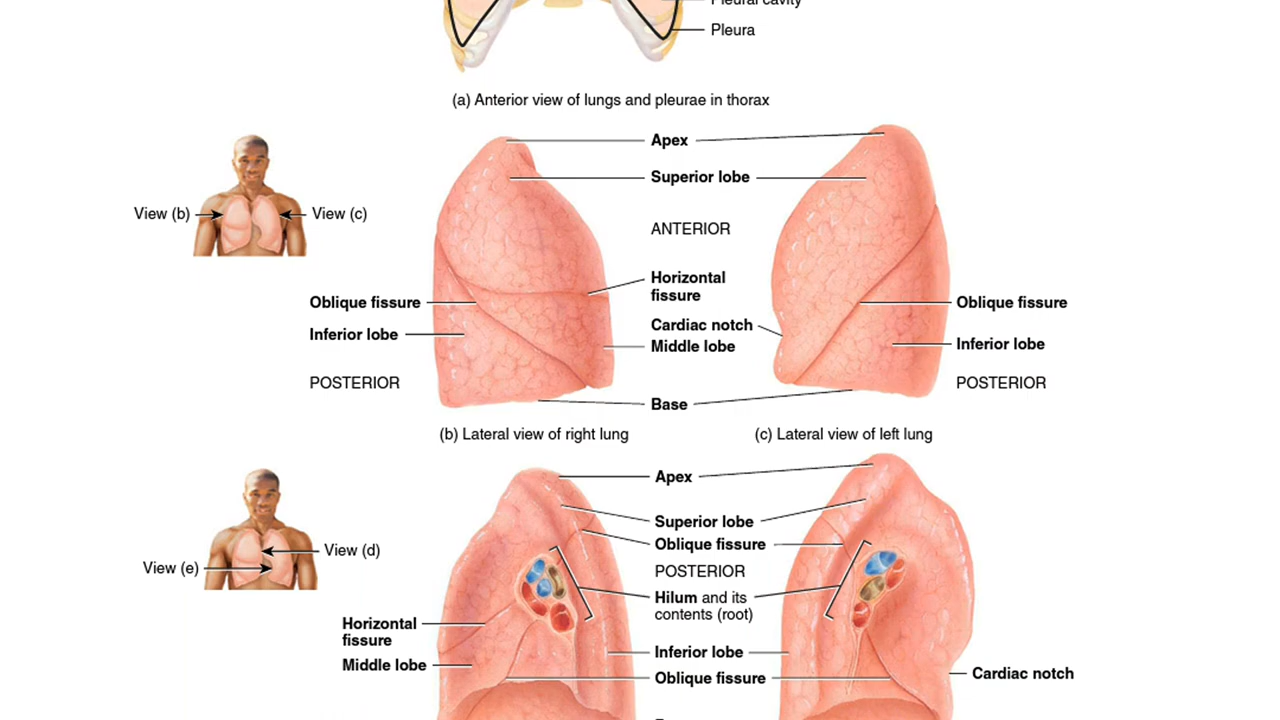 Pleural cavity
Pleura
(a) Anterior view of lungs and pleurae in thorax
Apex
Superior lobe
View (b)
View (c)
ANTERIOR
Horizontal
fissure
Oblique fissure
Oblique fissure
Cardiac notch
Inferior lobe
Middle lobe
Inferior lobe
POSTERIOR
POSTERIOR
Base
(b) Lateral view of right lung
(c) Lateral view of left lung
Apex
Superior lobe
Oblique fissure
View (d)
View (e)
POSTERIOR
Hilum and its
contents (root)
Horizontal
fissure
Inferior lobe
Middle lobe
Oblique fissure
Cardiac notch